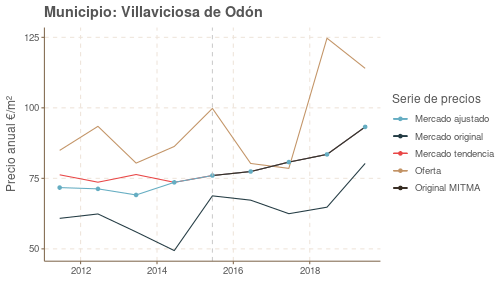 Municipio: Villaviciosa de Odón
Precio anual €/m²
125
100
75
50
2012
2014
2016
2018
Serie de precios
Mercado ajustado
Mercado original
Mercado tendencia
Oferta
Original MITMA